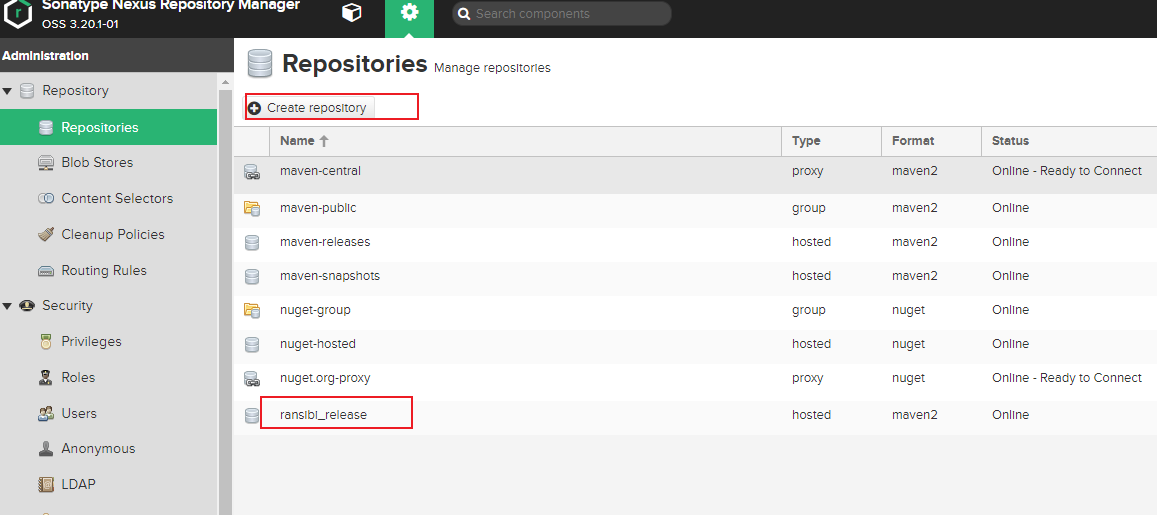 Sonatype Nexus Repository Manager
OSS 3.20.1-01
Search components
Administration
Repository
Repositories
Blob Stores
Content Selectors
Cleanup Policies
Routing Rules
Security
Privileges
Roles
Users
Anonymous
LDAP
Repositories Manage repositories
Create repository
Name Type Format Status
maven-central proxy maven2 Online - Ready to Connect
maven-public group maven2 Online
maven-releases hosted maven2 Online
maven-snapshots hosted maven2 Online
nuget-group group nuget Online
nuget-hosted hosted nuget Online
nuget.org-proxy proxy nuget Online - Ready to Connect
ransibl_release hosted maven2 Online